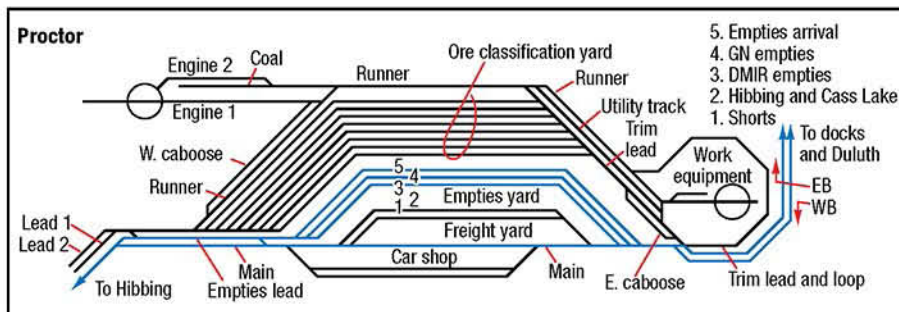 Proctor
Engine 2
Coal
Runner
Ore classification yard
Runner
5. Empties arrival
4. GN empties
3. DMIR empties
2. Hibbing and Cass Lake
1. Shorts
Engine 1
Utility track
Trim
lead
To docks
and Duluth
W. caboose
Work
equipment
EB
WB
Runner
5
4
3
2
1
Empties yard
Freight yard
Lead 1
Lead 2
Car shop
Main
Main
To Hibbing
Empties lead
E. caboose
Trim lead and loop